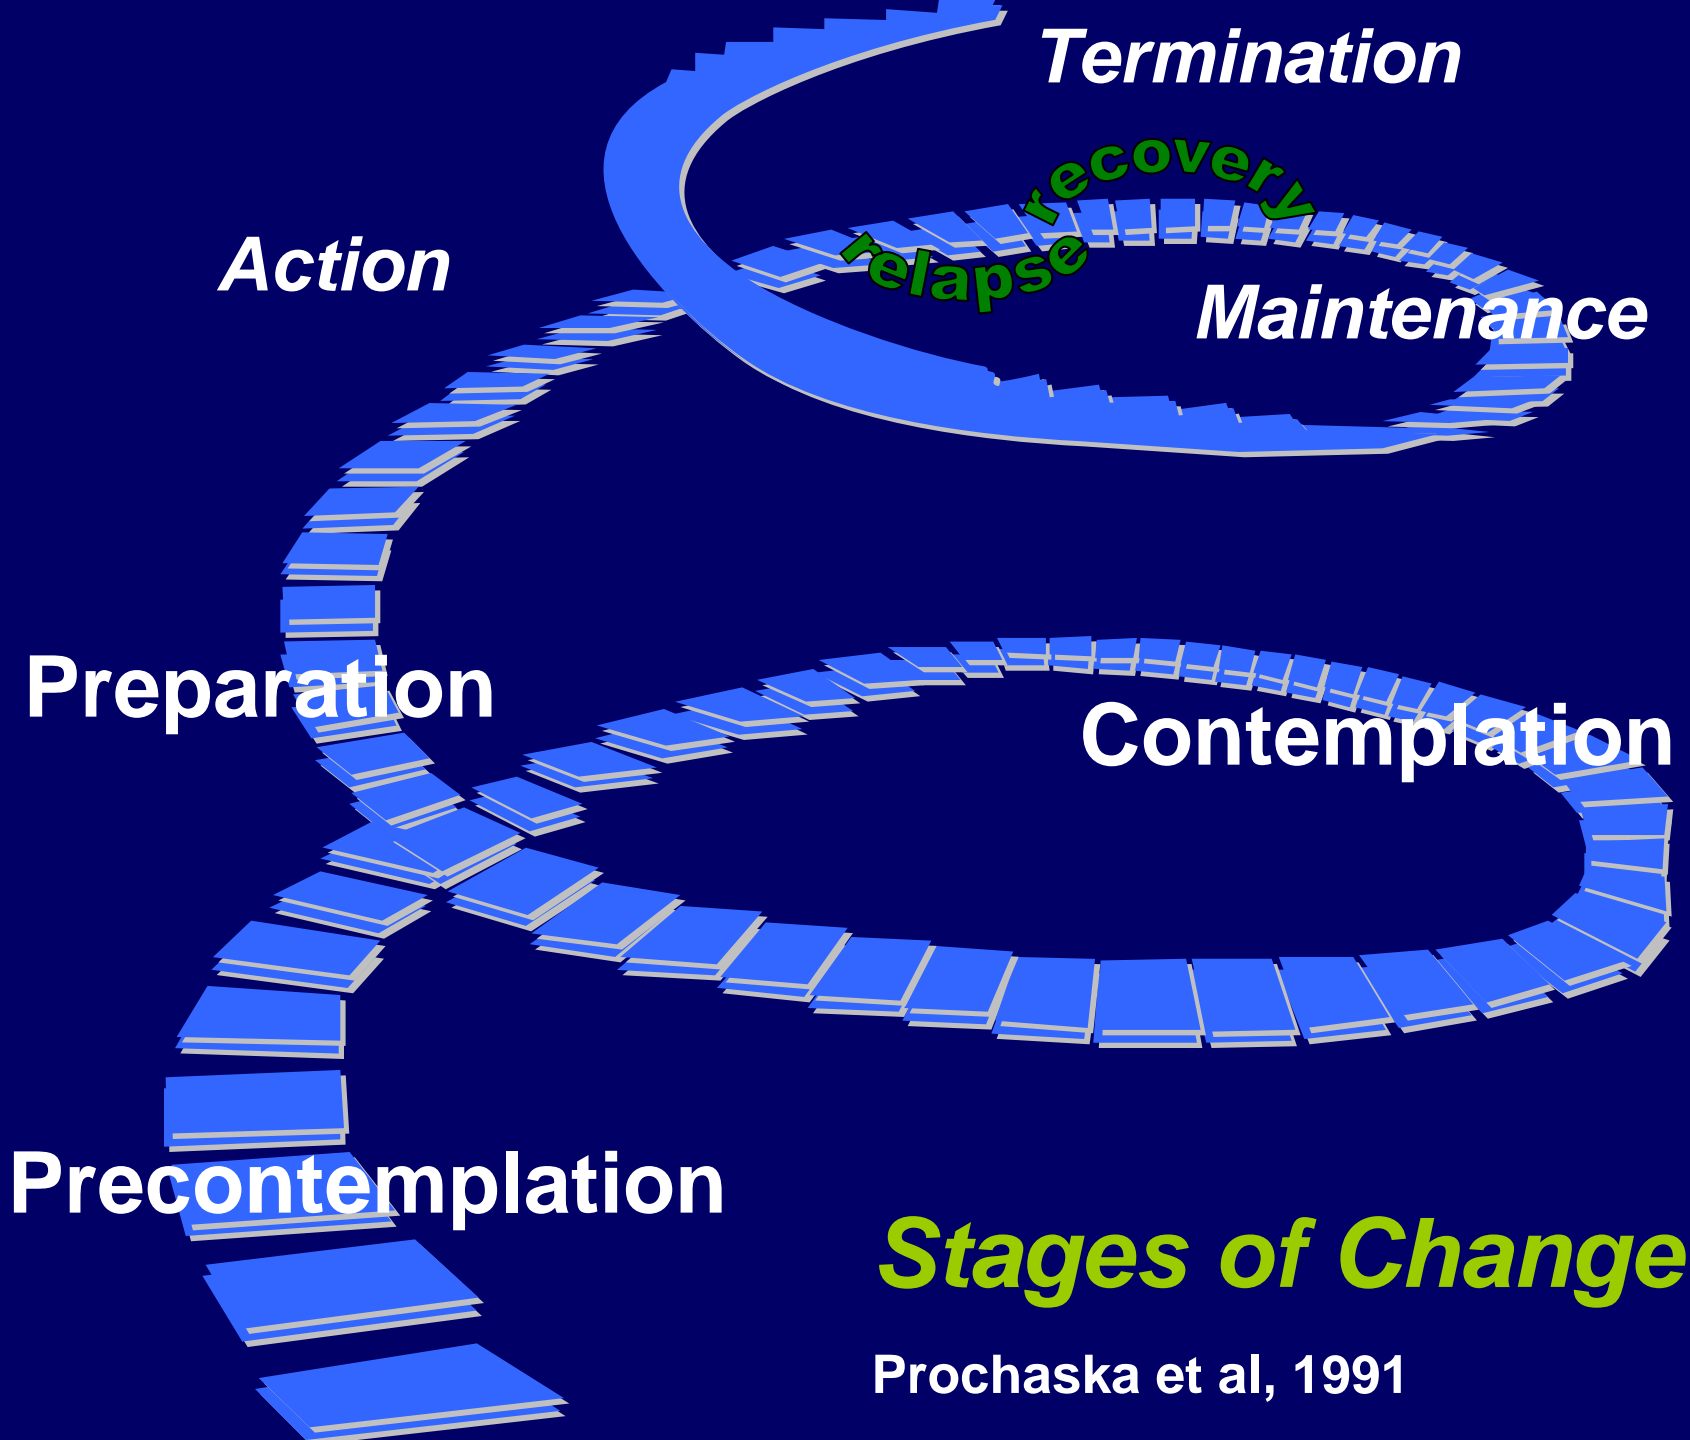 Termination
recovery
relapse
Action
Maintenance
Preparation
Contemplation
Precontemplation
Stages of Change
Prochaska et al, 1991